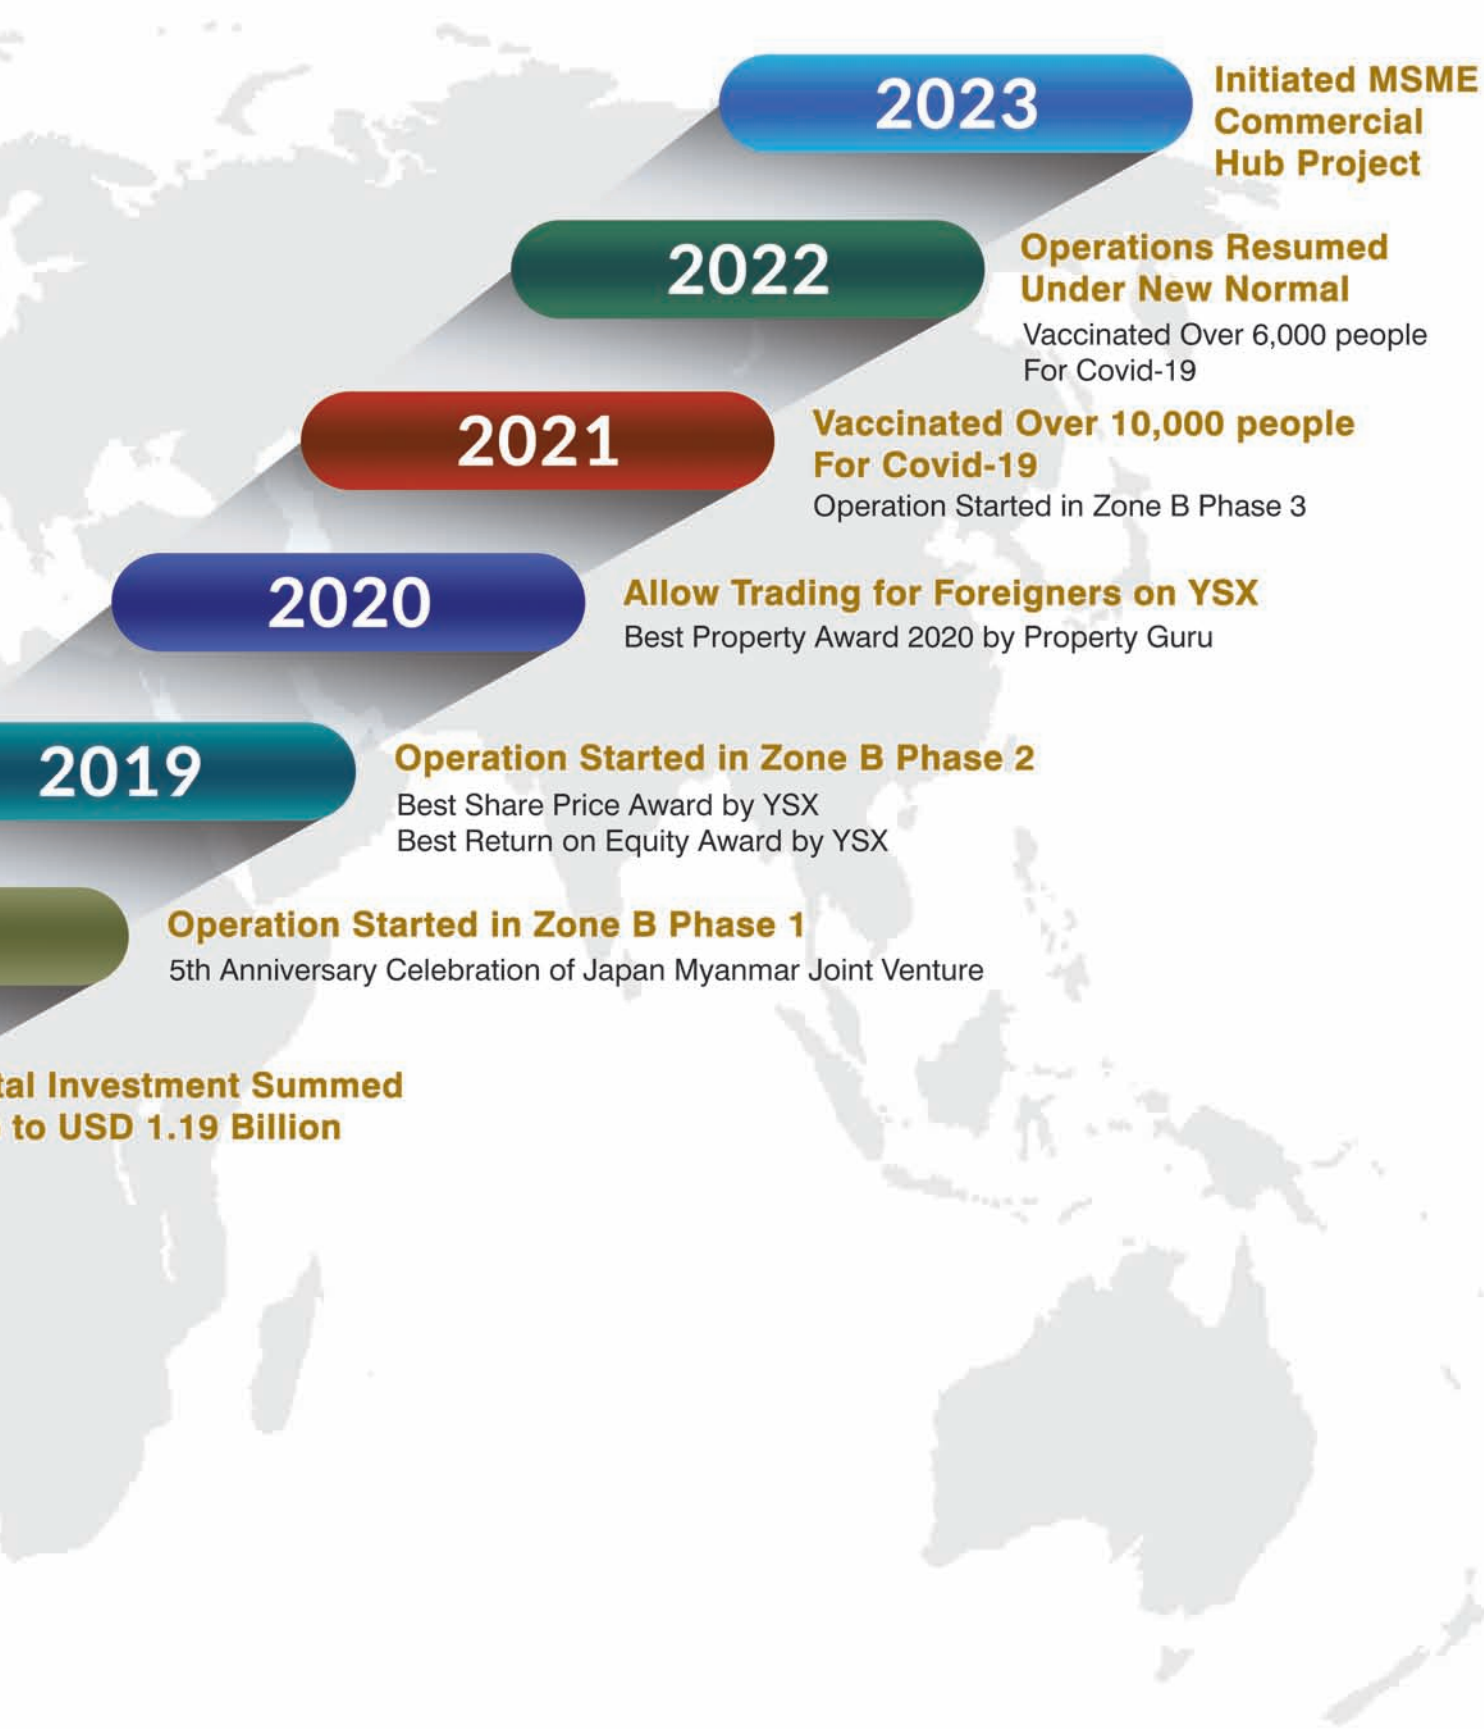 2023
Initiated MSME
Commercial
Hub Project
2022
Operations Resumed
Under New Normal
Vaccinated Over 6,000 people
For Covid-19
2021
Vaccinated Over 10,000 people
For Covid-19
Operation Started in Zone B Phase 3
2020
Allow Trading for Foreigners on YSX
Best Property Award 2020 by Property Guru
2019
Operation Started in Zone B Phase 2
Best Share Price Award by YSX
Best Return on Equity Award by YSX
Operation Started in Zone B Phase 1
5th Anniversary Celebration of Japan Myanmar Joint Venture
Investment Summed
to USD 1.19 Billion